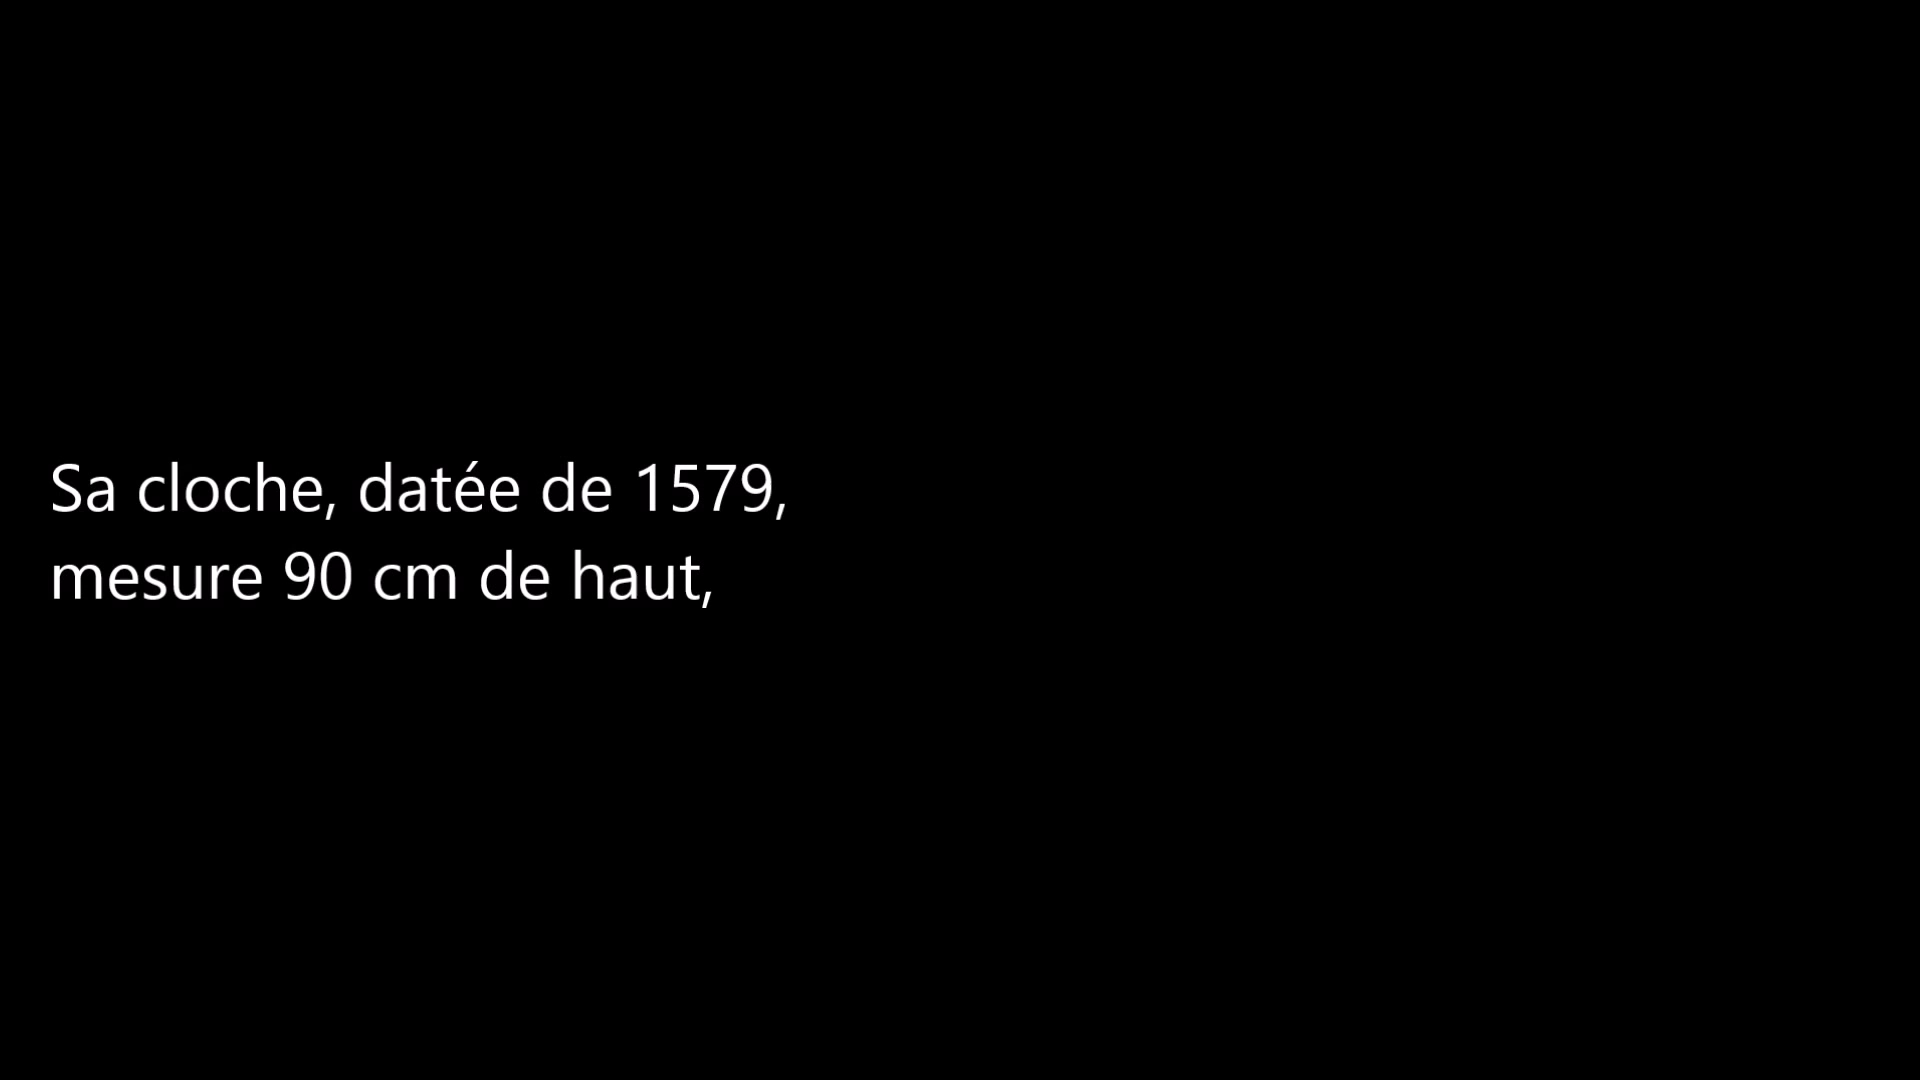 Sa cloche, datée de 1579,
mesure 90 cm de haut,